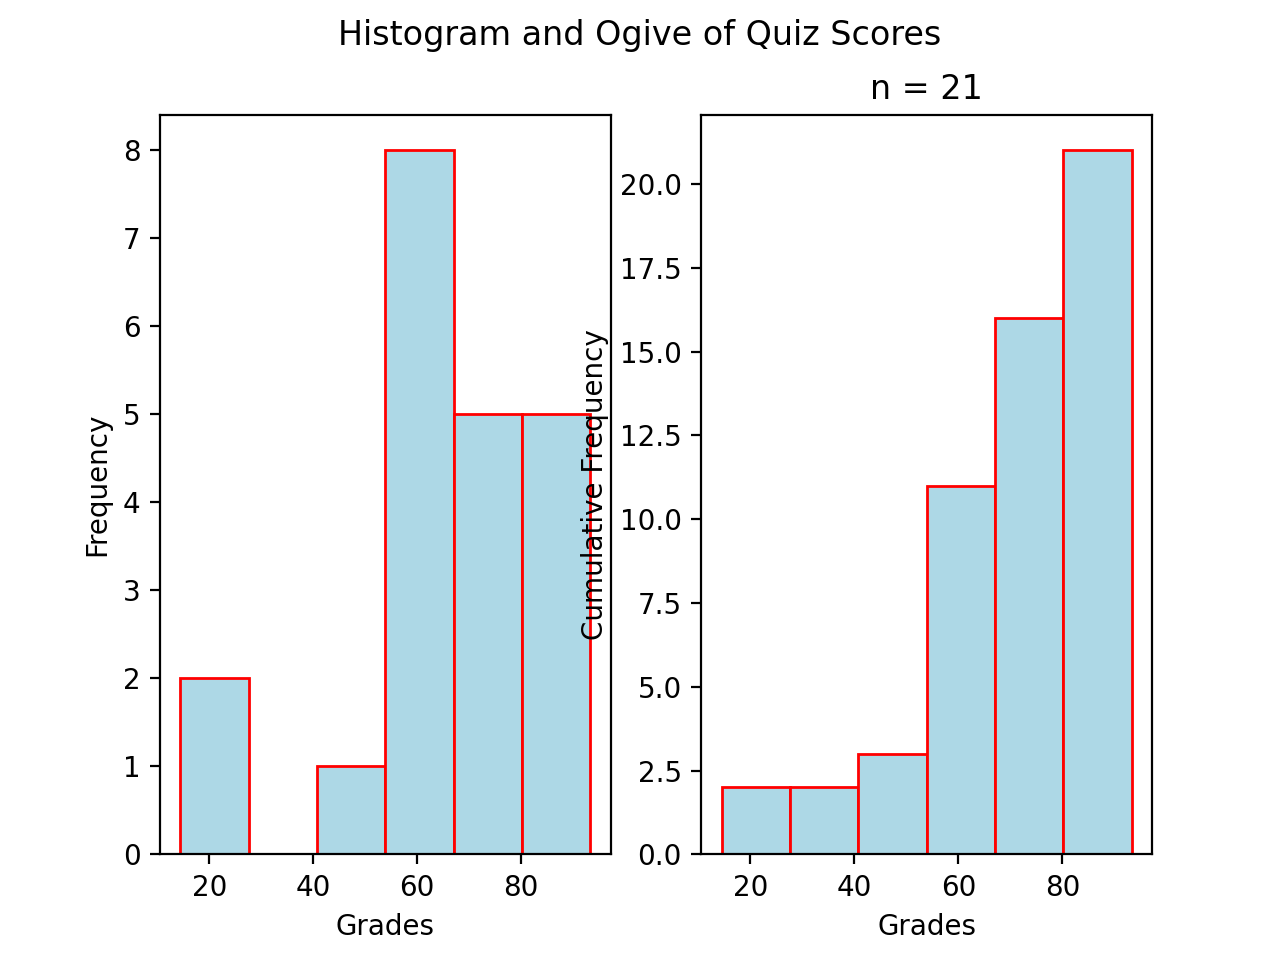 Histogram and Ogive of Quiz Scores
8
7
6
5
4
3
2
1
0
Frequency
20 40 60 80
Grades
n = 21
20.0
17.5
15.0
12.5
10.0
7.5
5.0
2.5
0.0
Cumulative Frequency
20 40 60 80
Grades